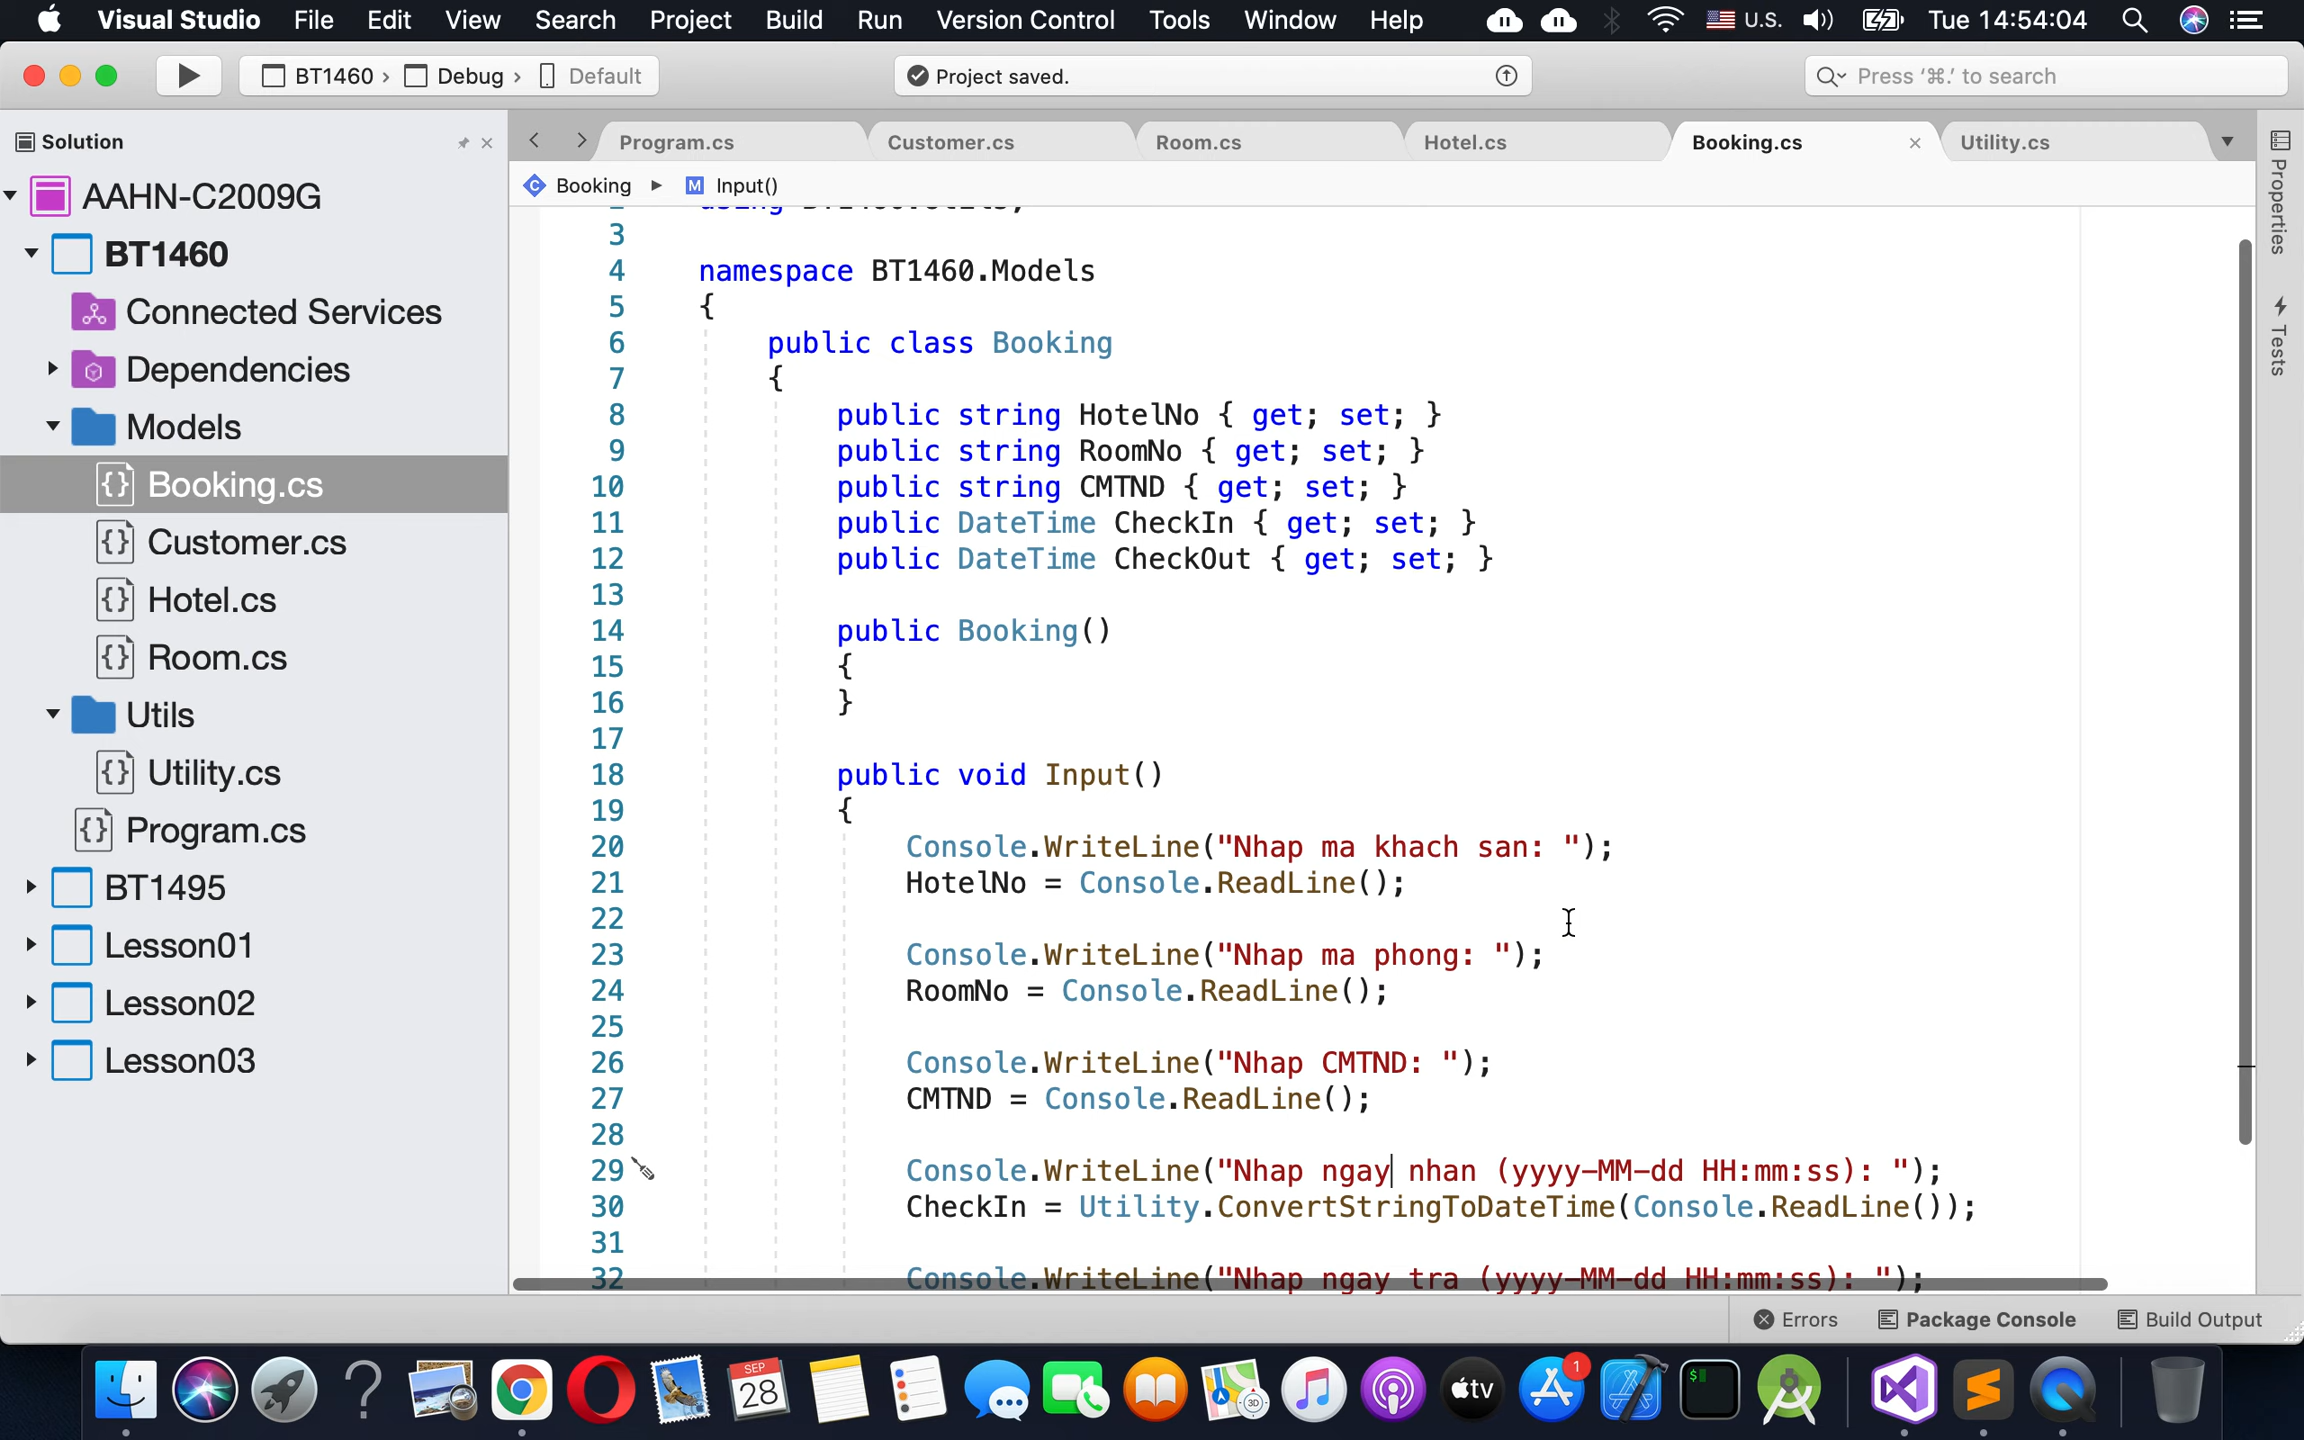 Visual Studio File Edit View Search Project Build Run Version Control Tools Window Help U.S. Tue 14:54:04
BT1460 › Debug › Default
Project saved.
Press ‘⌘.’ to search
Solution
AAHN-C2009G
BT1460
Connected Services
Dependencies
Models
Booking.cs
Customer.cs
Hotel.cs
Room.cs
Utils
Utility.cs
Program.cs
BT1495
Lesson01
Lesson02
Lesson03
Program.cs Customer.cs Room.cs Hotel.cs Booking.cs Utility.cs
Booking Input()
3
4 namespace BT1460.Models
5 {
6 public class Booking
7 {
8 public string HotelNo { get; set; }
9 public string RoomNo { get; set; }
10 public string CMTND { get; set; }
11 public DateTime CheckIn { get; set; }
12 public DateTime CheckOut { get; set; }
13
14 public Booking()
15 {
16 }
17
18 public void Input()
19 {
20 Console.WriteLine("Nhap ma khach san: ");
21 HotelNo = Console.ReadLine();
22
23 Console.WriteLine("Nhap ma phong: ");
24 RoomNo = Console.ReadLine();
25
26 Console.WriteLine("Nhap CMTND: ");
27 CMTND = Console.ReadLine();
28
29 Console.WriteLine("Nhap ngay nhan (yyyy-MM-dd HH:mm:ss): ");
30 CheckIn = Utility.ConvertStringToDateTime(Console.ReadLine());
31
32 Console.WriteLine("Nhap ngay tra (yyyy-MM-dd HH:mm:ss): ");
Properties
Tests
Errors Package Console Build Output
SEP
28
3D
tv
1
$